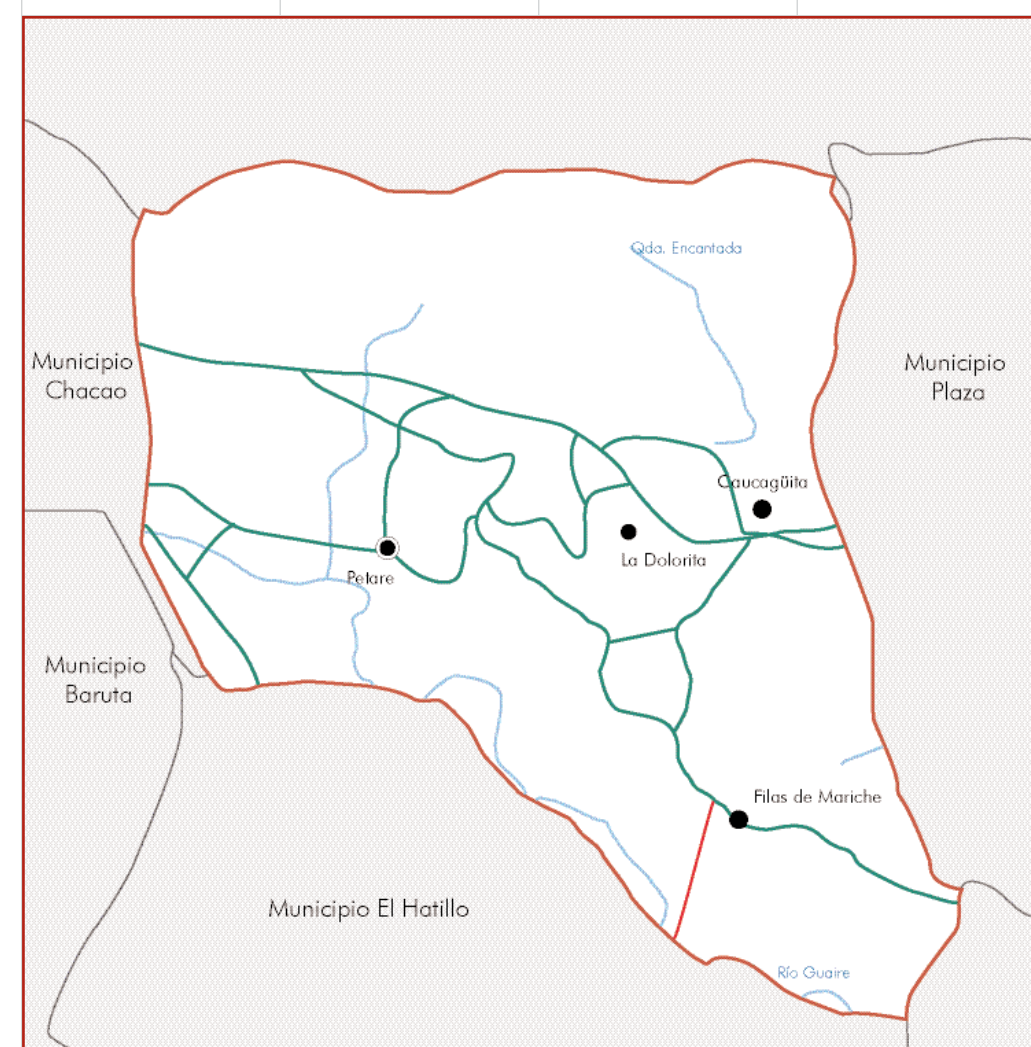 Qda. Encantada
Municipio
Chacao
Municipio
Plaza
Caucagüita
La Dolorita
Petare
Municipio
Baruta
Filas de Mariche
Municipio El Hatillo
Río Guaire